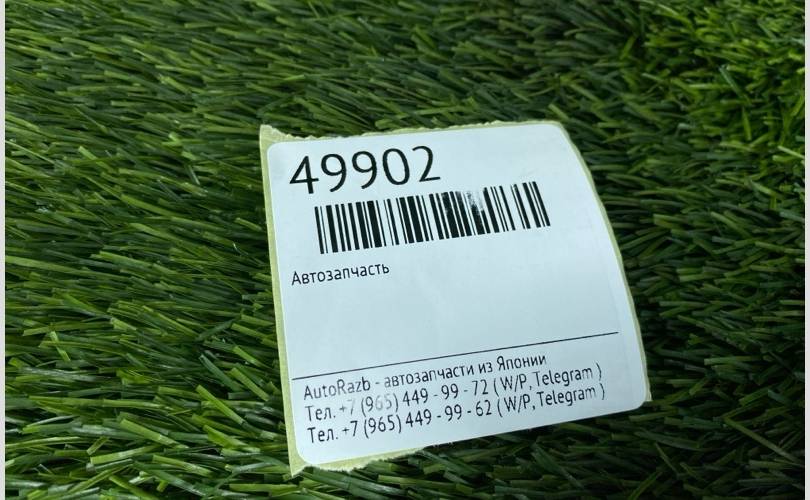 49902
Автозапчасть
AutoRazb - автозапчасти из Японии
Тел. +7 (965) 449 - 99 - 72 ( W/P, Telegram )
Тел. +7 (965) 449 - 99 - 62 ( W/P, Telegram )